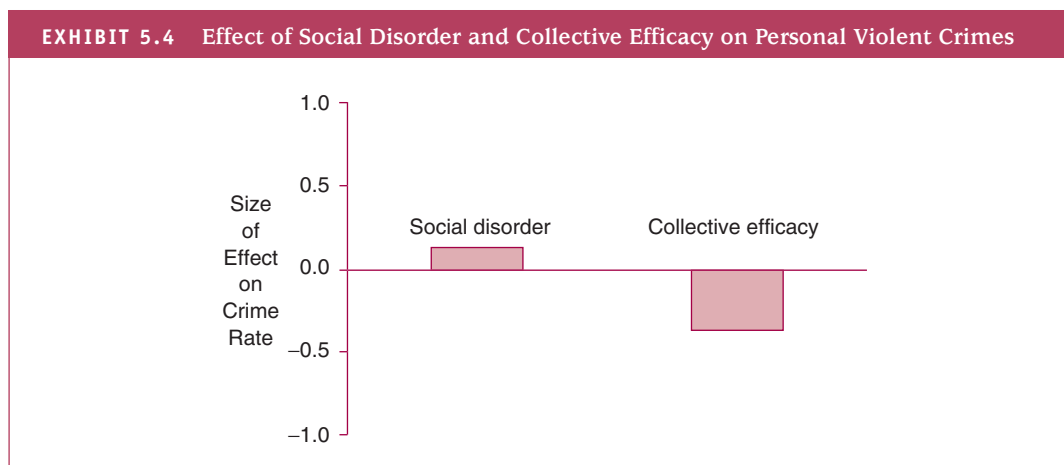 EXHIBIT 5.4 Effect of Social Disorder and Collective Efficacy on Personal Violent Crimes
1.0
0.5
Size
of
Effect
on
Crime
Rate
Social disorder
Collective efficacy
0.0
−0.5
−1.0